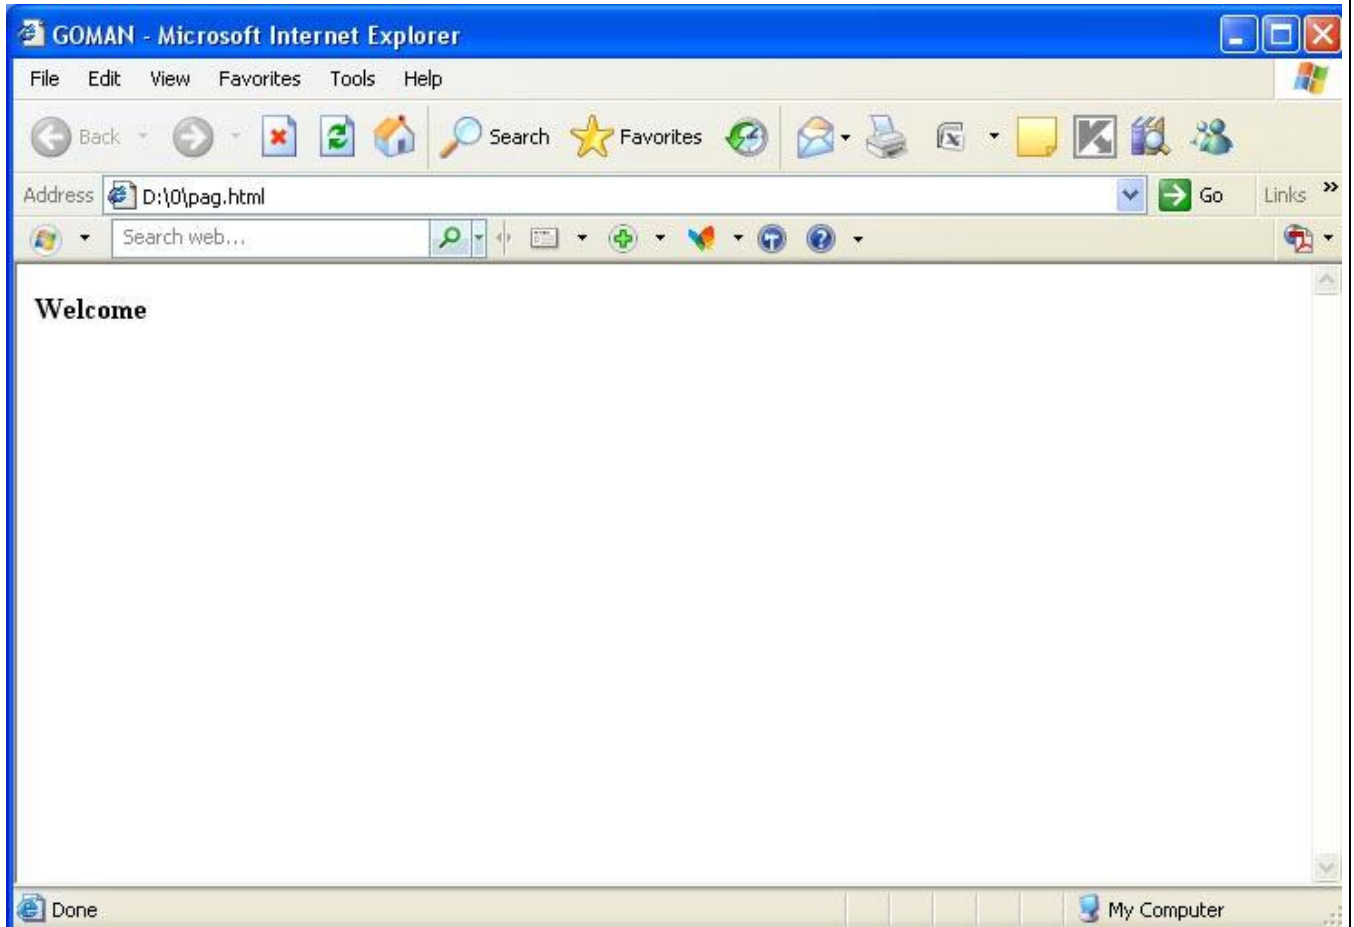 GOMAN - Microsoft Internet Explorer
File Edit View Favorites Tools Help
Back Search Favorites
Address D:\0\pag.html Go Links »
Search web...
Welcome
Done My Computer